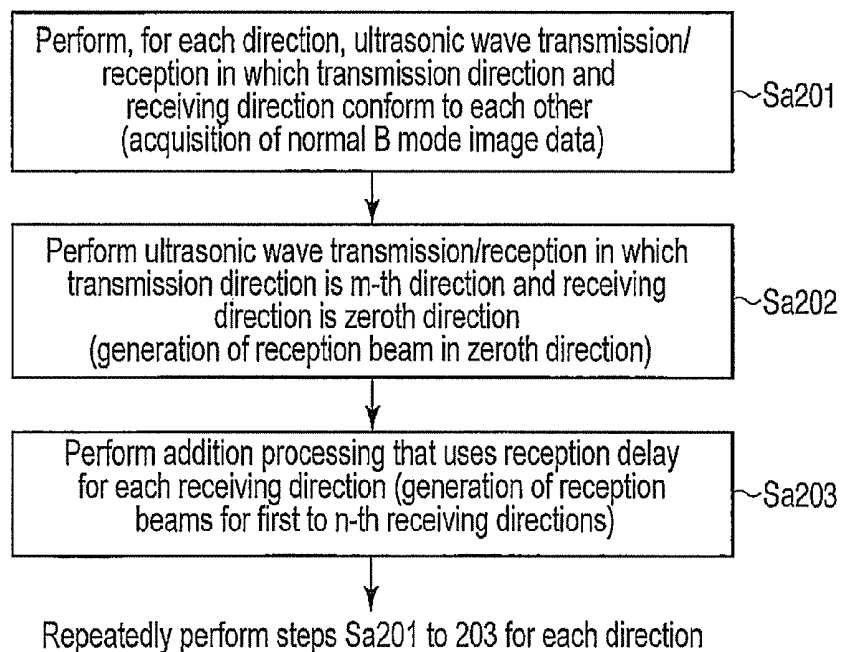 Perform, for each direction, ultrasonic wave transmission/
reception in which transmission direction and
receiving direction conform to each other
(acquisition of normal B mode image data)
~Sa201
Perform ultrasonic wave transmission/reception in which
transmission direction is m-th direction and receiving
direction is zeroth direction
(generation of reception beam in zeroth direction)
~Sa202
Perform addition processing that uses reception delay
for each receiving direction (generation of reception
beams for first to n-th receiving directions)
~Sa203
Repeatedly perform steps Sa201 to 203 for each direction